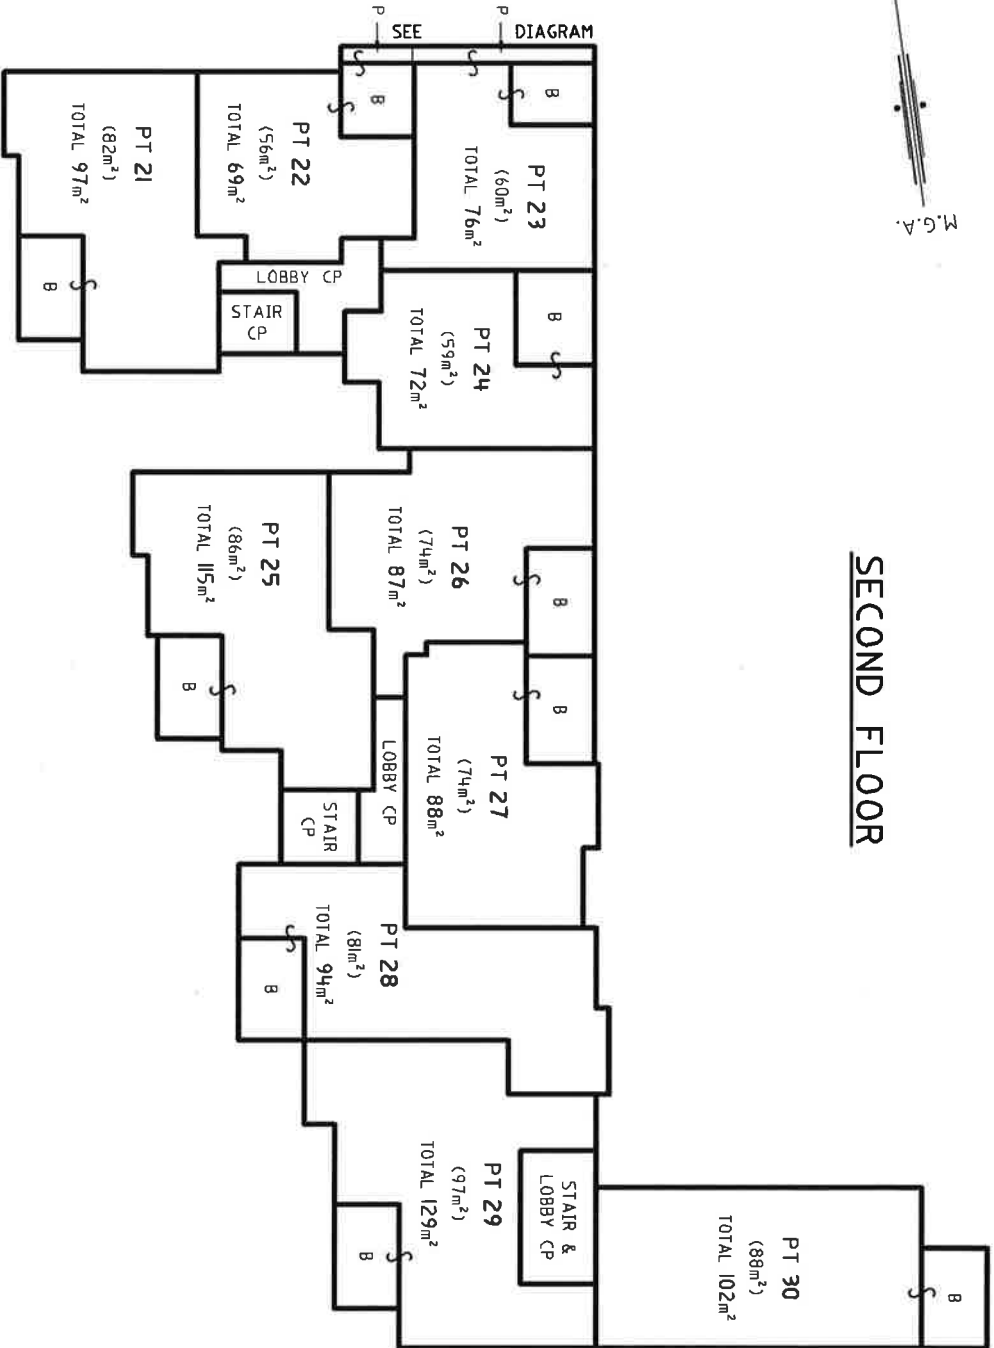 SECOND FLOOR
M.G.A.
P
P
SEE
DIAGRAM
B
PT 21
(82m²)
TOTAL 97m²
B
B
PT 22
(56m²)
TOTAL 69m²
B
PT 23
(60m²)
TOTAL 76m²
LOBBY CP
STAIR
CP
B
PT 24
(59m²)
TOTAL 72m²
PT 25
(86m²)
TOTAL 115m²
B
PT 26
(74m²)
TOTAL 87m²
B
PT 27
(74m²)
TOTAL 88m²
B
LOBBY CP
STAIR
CP
PT 28
(81m²)
TOTAL 94m²
STAIR &
LOBBY CP
PT 29
(97m²)
TOTAL 129m²
B
PT 30
(88m²)
TOTAL 102m²
B